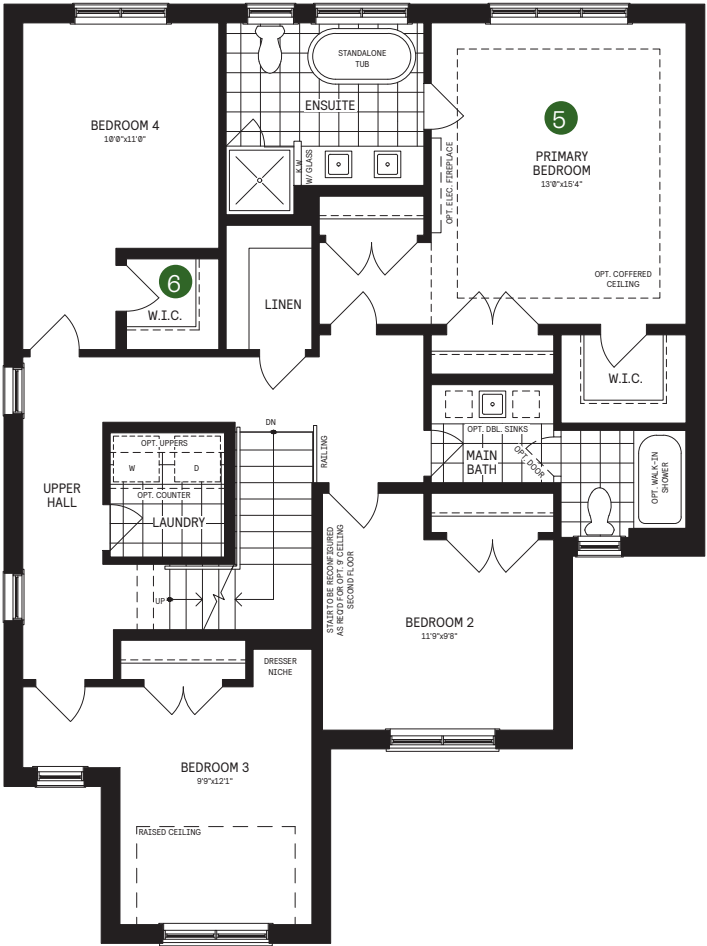 STANDALONE
TUB
ENSUITE
BEDROOM 4
10'0"x11'0"
5
PRIMARY
BEDROOM
13'0"x15'4"
K.W.
W/ GLASS
OPT. ELEC. FIREPLACE
OPT. COFFERED
CEILING
6
W.I.C.
LINEN
W.I.C.
DN
RAILING
OPT. UPPERS
W
D
OPT. COUNTER
LAUNDRY
UPPER
HALL
OPT. DBL. SINKS
MAIN
BATH
OPT. DOOR
OPT. WALK-IN
SHOWER
UP
STAIR TO BE RECONFIGURED
AS REQ'D FOR OPT. 9' CEILING
SECOND FLOOR
BEDROOM 2
11'9"x9'8"
DRESSER
NICHE
BEDROOM 3
9'9"x12'1"
RAISED CEILING